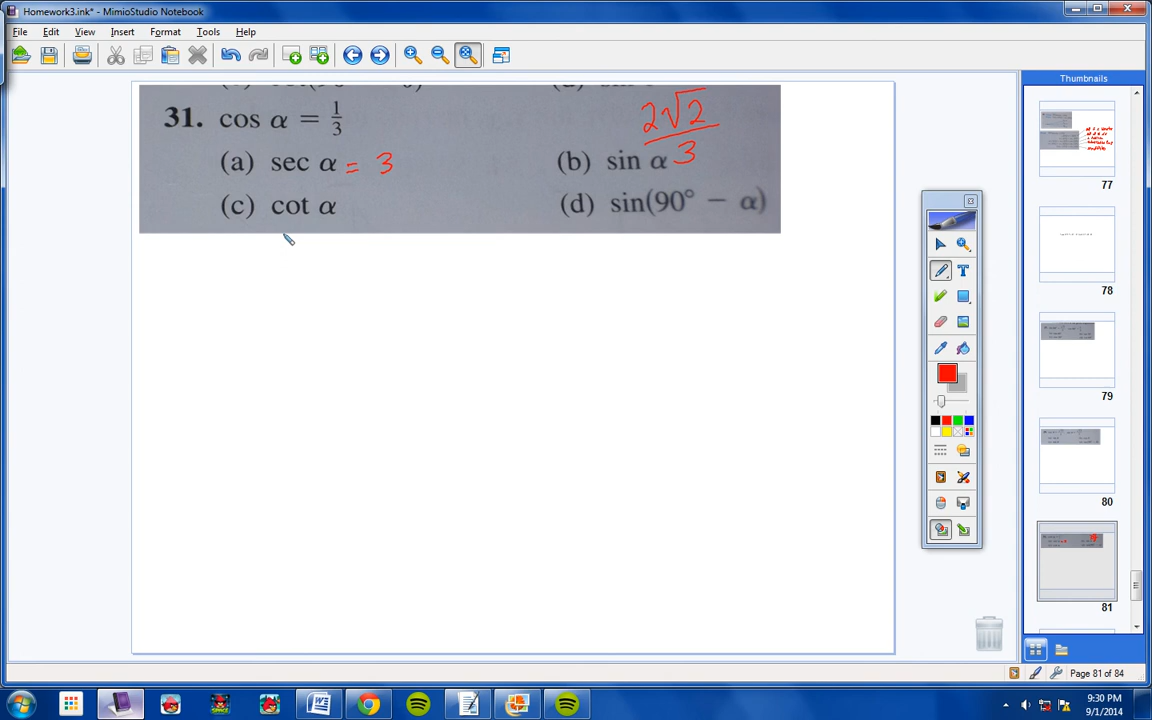 Homework3.ink* - MimioStudio Notebook
File Edit View Insert Format Tools Help
Thumbnails
31. cos α = 1/3
2√2/3
(a) sec α = 3
(b) sin α
(c) cot α
(d) sin(90° − α)
77
78
79
80
81
T
Page 81 of 84
9:30 PM
9/1/2014